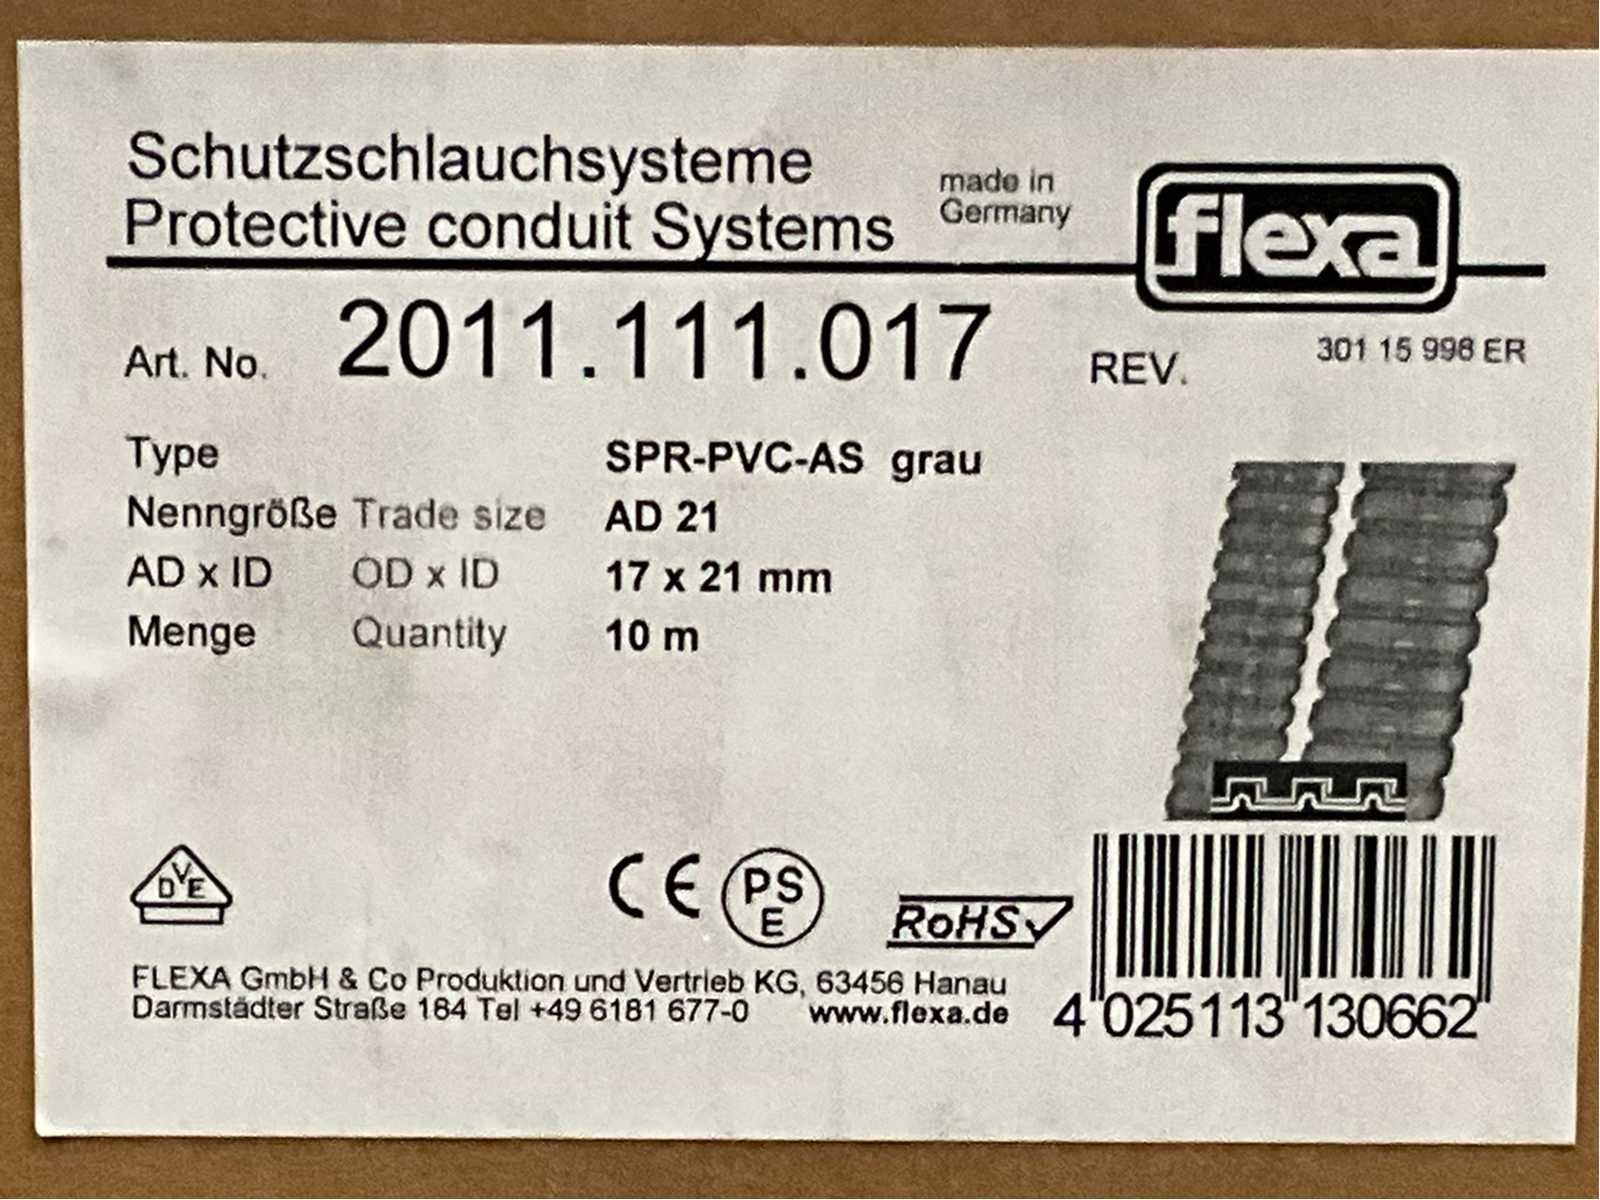 Schutzschlauchsysteme
Protective conduit Systems
made in
Germany
flexa
Art. No. 2011.111.017 REV. 301 15 998 ER
Type SPR-PVC-AS grau
Nenngröße Trade size AD 21
AD x ID OD x ID 17 x 21 mm
Menge Quantity 10 m
DVE
CE
PS
E
RoHS
FLEXA GmbH & Co Produktion und Vertrieb KG, 63456 Hanau
Darmstädter Straße 184 Tel +49 6181 677-0 www.flexa.de
4 025113 130662